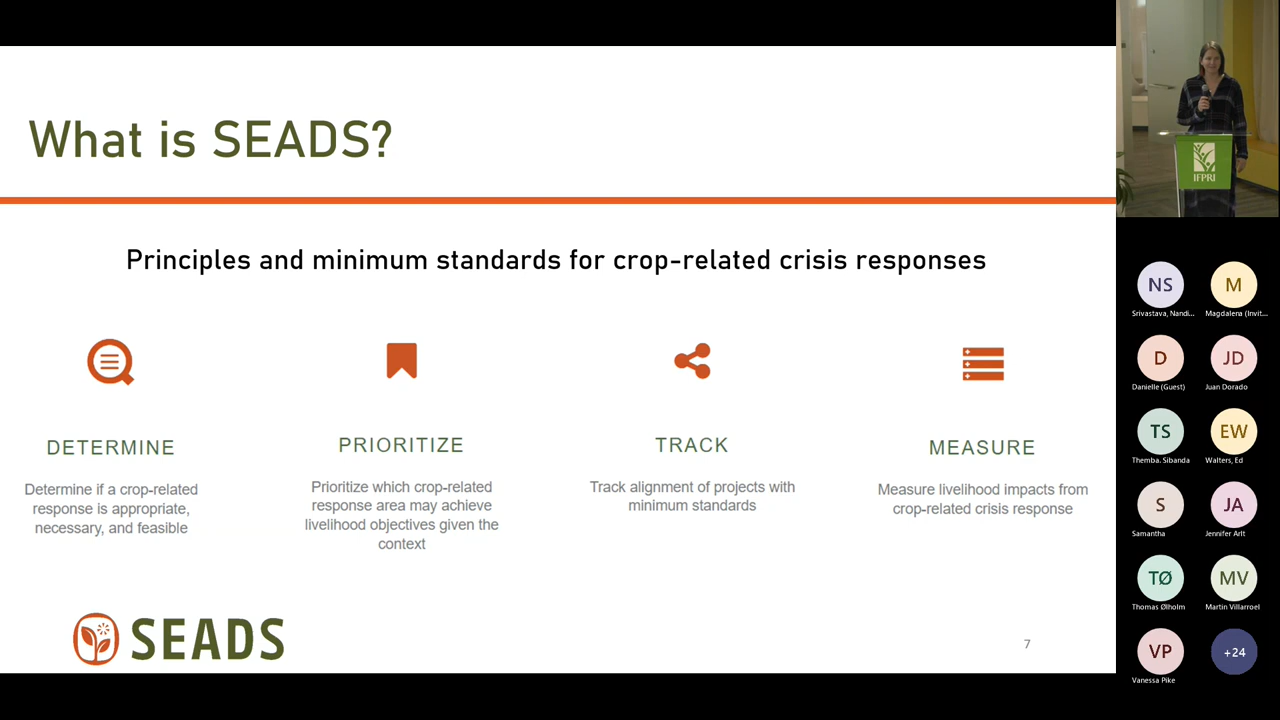 What is SEADS?
Principles and minimum standards for crop-related crisis responses
DETERMINE
Determine if a crop-related
response is appropriate,
necessary, and feasible
PRIORITIZE
Prioritize which crop-related
response area may achieve
livelihood objectives given the
context
TRACK
Track alignment of projects with
minimum standards
MEASURE
Measure livelihood impacts from
crop-related crisis response
SEADS
7
IFPRI
NS
Srivastava, Nandi...
M
Magdalena (Invit...
D
Danielle (Guest)
JD
Juan Dorado
TS
Themba. Sibanda
EW
Walters, Ed
S
Samantha
JA
Jennifer Arlt
TØ
Thomas Ølholm
MV
Martin Villarroel
VP
Vanessa Pike
+24